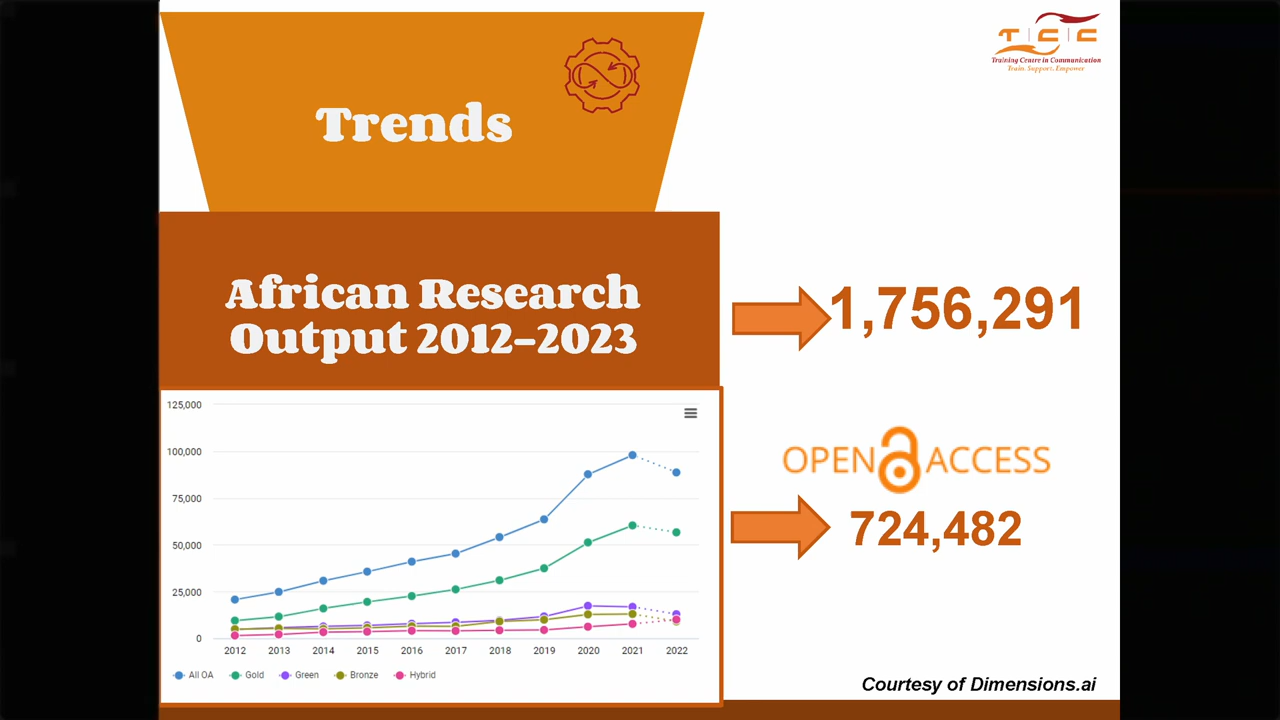 T C C
Training Centre in Communication
Train. Support. Empower
Trends
African Research
Output 2012–2023
1,756,291
OPEN ACCESS
724,482
125,000
100,000
75,000
50,000
25,000
0
2012 2013 2014 2015 2016 2017 2018 2019 2020 2021 2022
All OA Gold Green Bronze Hybrid
Courtesy of Dimensions.ai